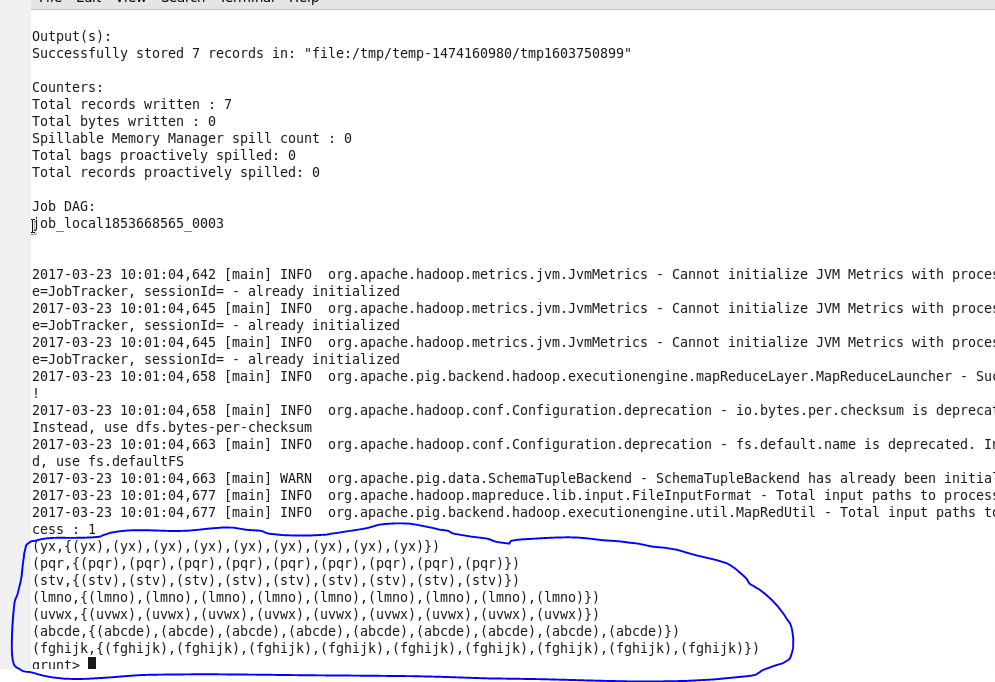 File Edit View Search Terminal Help
Output(s):
Successfully stored 7 records in: "file:/tmp/temp-1474160980/tmp1603750899"
Counters:
Total records written : 7
Total bytes written : 0
Spillable Memory Manager spill count : 0
Total bags proactively spilled: 0
Total records proactively spilled: 0
Job DAG:
job_local1853668565_0003
2017-03-23 10:01:04,642 [main] INFO  org.apache.hadoop.metrics.jvm.JvmMetrics - Cannot initialize JVM Metrics with proces
e=JobTracker, sessionId= - already initialized
2017-03-23 10:01:04,645 [main] INFO  org.apache.hadoop.metrics.jvm.JvmMetrics - Cannot initialize JVM Metrics with proces
e=JobTracker, sessionId= - already initialized
2017-03-23 10:01:04,645 [main] INFO  org.apache.hadoop.metrics.jvm.JvmMetrics - Cannot initialize JVM Metrics with proces
e=JobTracker, sessionId= - already initialized
2017-03-23 10:01:04,658 [main] INFO  org.apache.pig.backend.hadoop.executionengine.mapReduceLayer.MapReduceLauncher - Suc
!
2017-03-23 10:01:04,658 [main] INFO  org.apache.hadoop.conf.Configuration.deprecation - io.bytes.per.checksum is deprecat
Instead, use dfs.bytes-per-checksum
2017-03-23 10:01:04,663 [main] INFO  org.apache.hadoop.conf.Configuration.deprecation - fs.default.name is deprecated. In
d, use fs.defaultFS
2017-03-23 10:01:04,663 [main] WARN  org.apache.pig.data.SchemaTupleBackend - SchemaTupleBackend has already been initial
2017-03-23 10:01:04,677 [main] INFO  org.apache.hadoop.mapreduce.lib.input.FileInputFormat - Total input paths to process
2017-03-23 10:01:04,677 [main] INFO  org.apache.pig.backend.hadoop.executionengine.util.MapRedUtil - Total input paths to
cess : 1
(yx,{(yx),(yx),(yx),(yx),(yx),(yx),(yx),(yx),(yx)})
(pqr,{(pqr),(pqr),(pqr),(pqr),(pqr),(pqr),(pqr),(pqr),(pqr)})
(stv,{(stv),(stv),(stv),(stv),(stv),(stv),(stv),(stv),(stv)})
(lmno,{(lmno),(lmno),(lmno),(lmno),(lmno),(lmno),(lmno),(lmno),(lmno)})
(uvwx,{(uvwx),(uvwx),(uvwx),(uvwx),(uvwx),(uvwx),(uvwx),(uvwx),(uvwx)})
(abcde,{(abcde),(abcde),(abcde),(abcde),(abcde),(abcde),(abcde),(abcde),(abcde)})
(fghijk,{(fghijk),(fghijk),(fghijk),(fghijk),(fghijk),(fghijk),(fghijk),(fghijk),(fghijk)})
grunt>